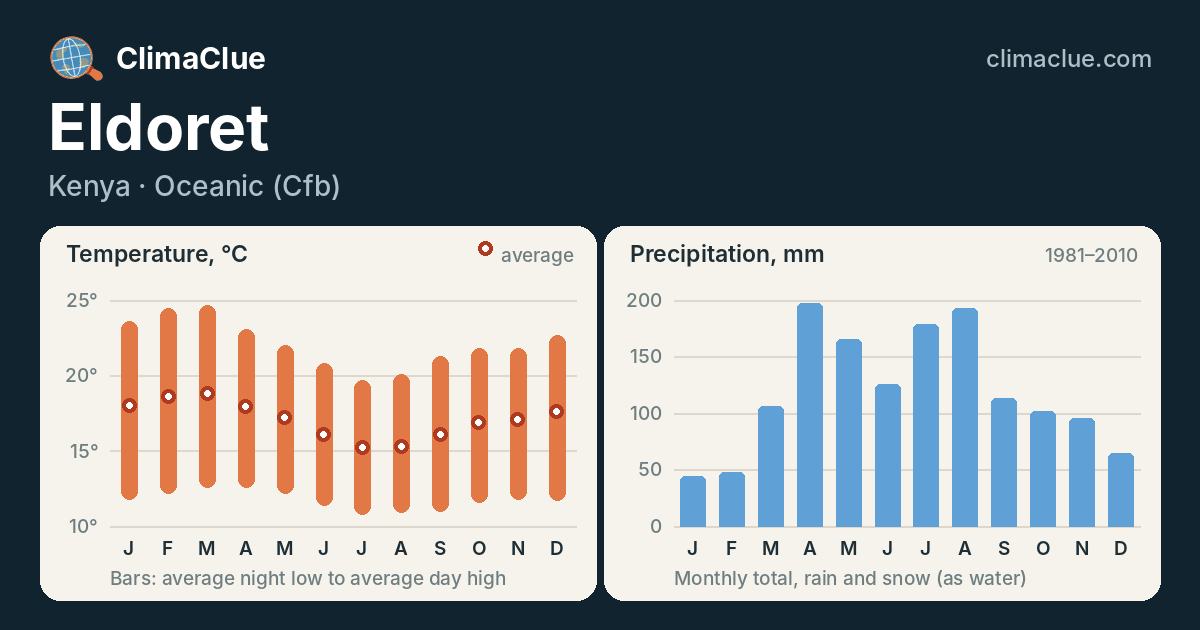 ClimaClue
climaclue.com
Eldoret
Kenya · Oceanic (Cfb)
Temperature, °C
average
25°
20°
15°
10°
J F M A M J J A S O N D
Bars: average night low to average day high
Precipitation, mm
1981–2010
200
150
100
50
0
J F M A M J J A S O N D
Monthly total, rain and snow (as water)